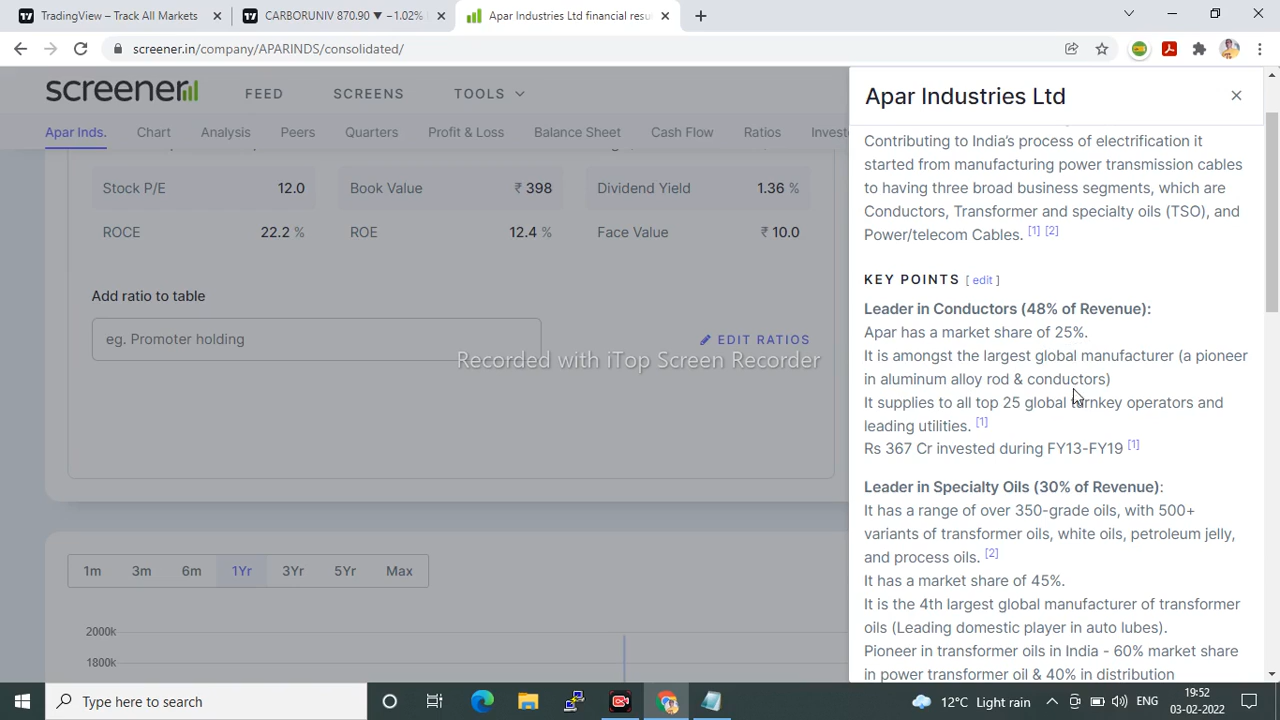 TradingView – Track All Markets
CARBORUNIV 870.90 ▼ −1.02%
Apar Industries Ltd financial resu
screener.in/company/APARINDS/consolidated/
screener
FEED
SCREENS
TOOLS
Apar Inds.
Chart
Analysis
Peers
Quarters
Profit & Loss
Balance Sheet
Cash Flow
Ratios
Invest
Stock P/E 12.0
Book Value ₹ 398
Dividend Yield 1.36 %
ROCE 22.2 %
ROE 12.4 %
Face Value ₹ 10.0
Add ratio to table
eg. Promoter holding
EDIT RATIOS
Recorded with iTop Screen Recorder
1m 3m 6m 1Yr 3Yr 5Yr Max
2000k
1800k
Apar Industries Ltd
Contributing to India's process of electrification it
started from manufacturing power transmission cables
to having three broad business segments, which are
Conductors, Transformer and specialty oils (TSO), and
Power/telecom Cables. [1] [2]
KEY POINTS [ edit ]
Leader in Conductors (48% of Revenue):
Apar has a market share of 25%.
It is amongst the largest global manufacturer (a pioneer
in aluminum alloy rod & conductors)
It supplies to all top 25 global turnkey operators and
leading utilities. [1]
Rs 367 Cr invested during FY13-FY19 [1]
Leader in Specialty Oils (30% of Revenue):
It has a range of over 350-grade oils, with 500+
variants of transformer oils, white oils, petroleum jelly,
and process oils. [2]
It has a market share of 45%.
It is the 4th largest global manufacturer of transformer
oils (Leading domestic player in auto lubes).
Pioneer in transformer oils in India - 60% market share
in power transformer oil & 40% in distribution
Type here to search
12°C Light rain
ENG
19:52
03-02-2022